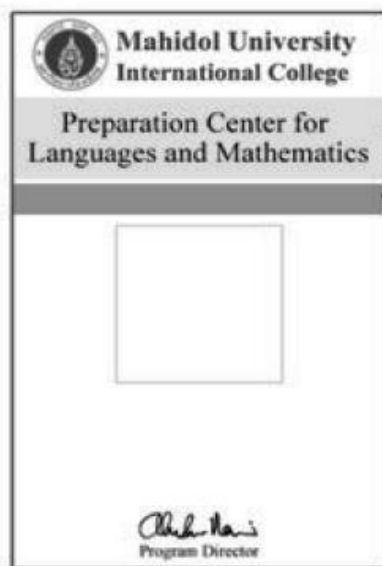 Mahidol University
International College
Preparation Center for
Languages and Mathematics
Program Director